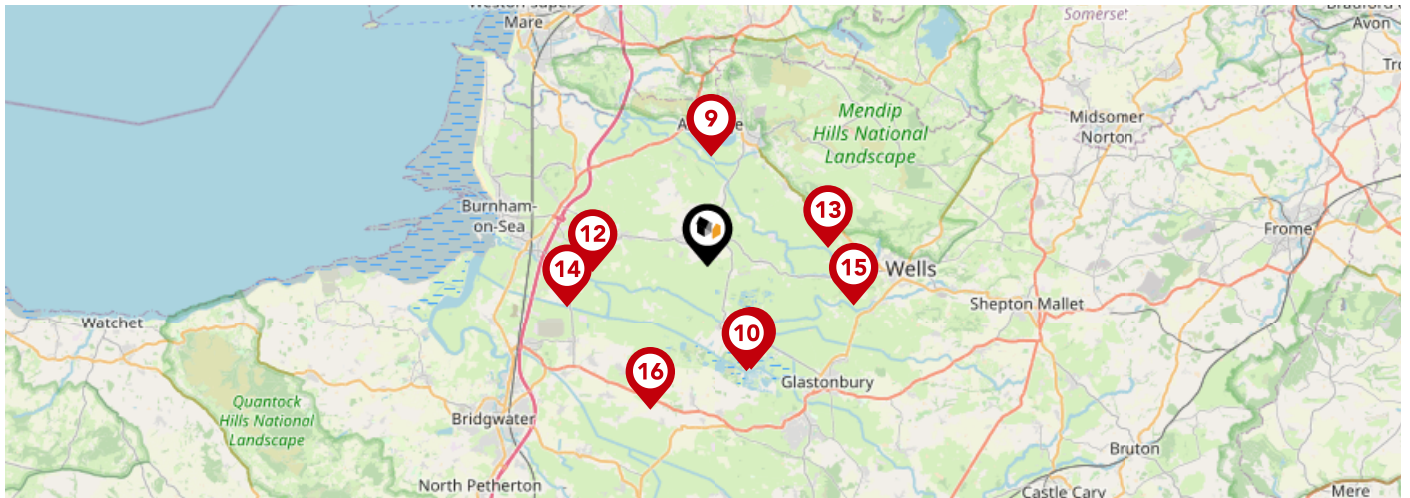 Mare
Somerset
Avon
9
Mendip
Hills National
Landscape
Midsomer
Norton
Burnham-
on-Sea
13
12
14
15
Wells
Frome
Shepton Mallet
Watchet
10
16
Glastonbury
Quantock
Hills National
Landscape
Bridgwater
Bruton
North Petherton
Castle Cary
Mere